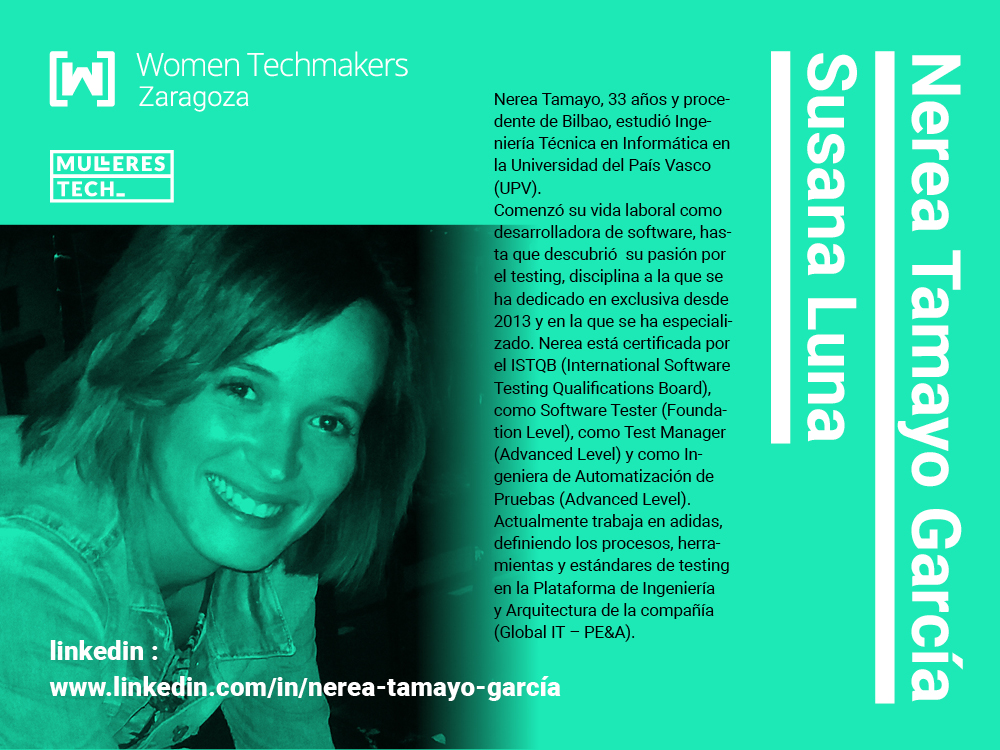 Women Techmakers
Zaragoza
MULLERES
TECH_
Nerea Tamayo, 33 años y proce-
dente de Bilbao, estudió Inge-
niería Técnica en Informática en
la Universidad del País Vasco
(UPV).
Comenzó su vida laboral como
desarrolladora de software, has-
ta que descubrió  su pasión por
el testing, disciplina a la que se
ha dedicado en exclusiva desde
2013 y en la que se ha especiali-
zado. Nerea está certificada por
el ISTQB (International Software
Testing Qualifications Board),
como Software Tester (Founda-
tion Level), como Test Manager
(Advanced Level) y como In-
geniera de Automatización de
Pruebas (Advanced Level).
Actualmente trabaja en adidas,
definiendo los procesos, herra-
mientas y estándares de testing
en la Plataforma de Ingeniería
y Arquitectura de la compañía
(Global IT – PE&A).
Nerea Tamayo García
Susana Luna
linkedin :
www.linkedin.com/in/nerea-tamayo-garcía